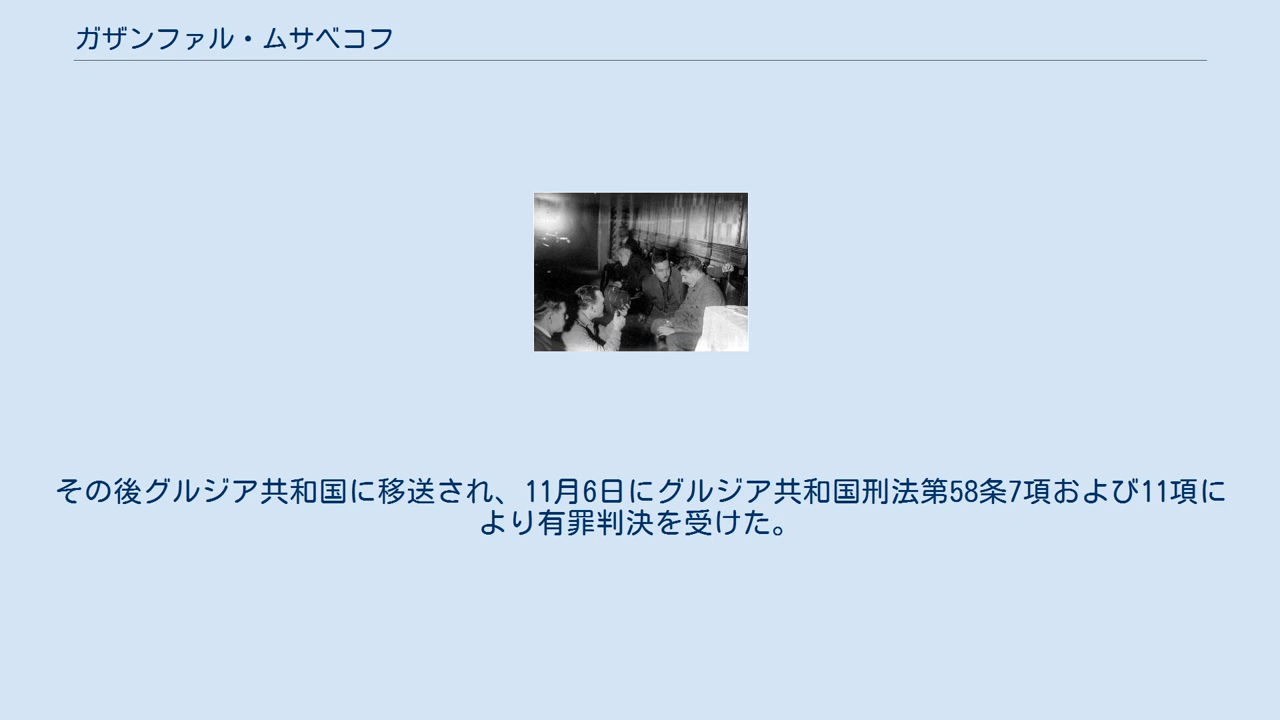 ガザンファル・ムサベコフ
その後グルジア共和国に移送され、11月6日にグルジア共和国刑法第58条7項および11項に
より有罪判決を受けた。